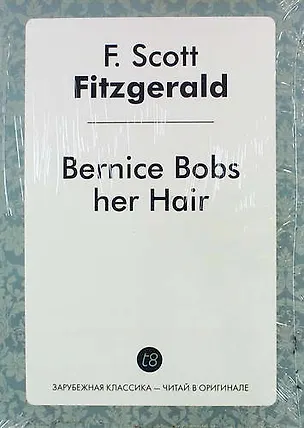 F. Scott
Fitzgerald
Bernice Bobs
her Hair
t8
ЗАРУБЕЖНАЯ КЛАССИКА — ЧИТАЙ В ОРИГИНАЛЕ